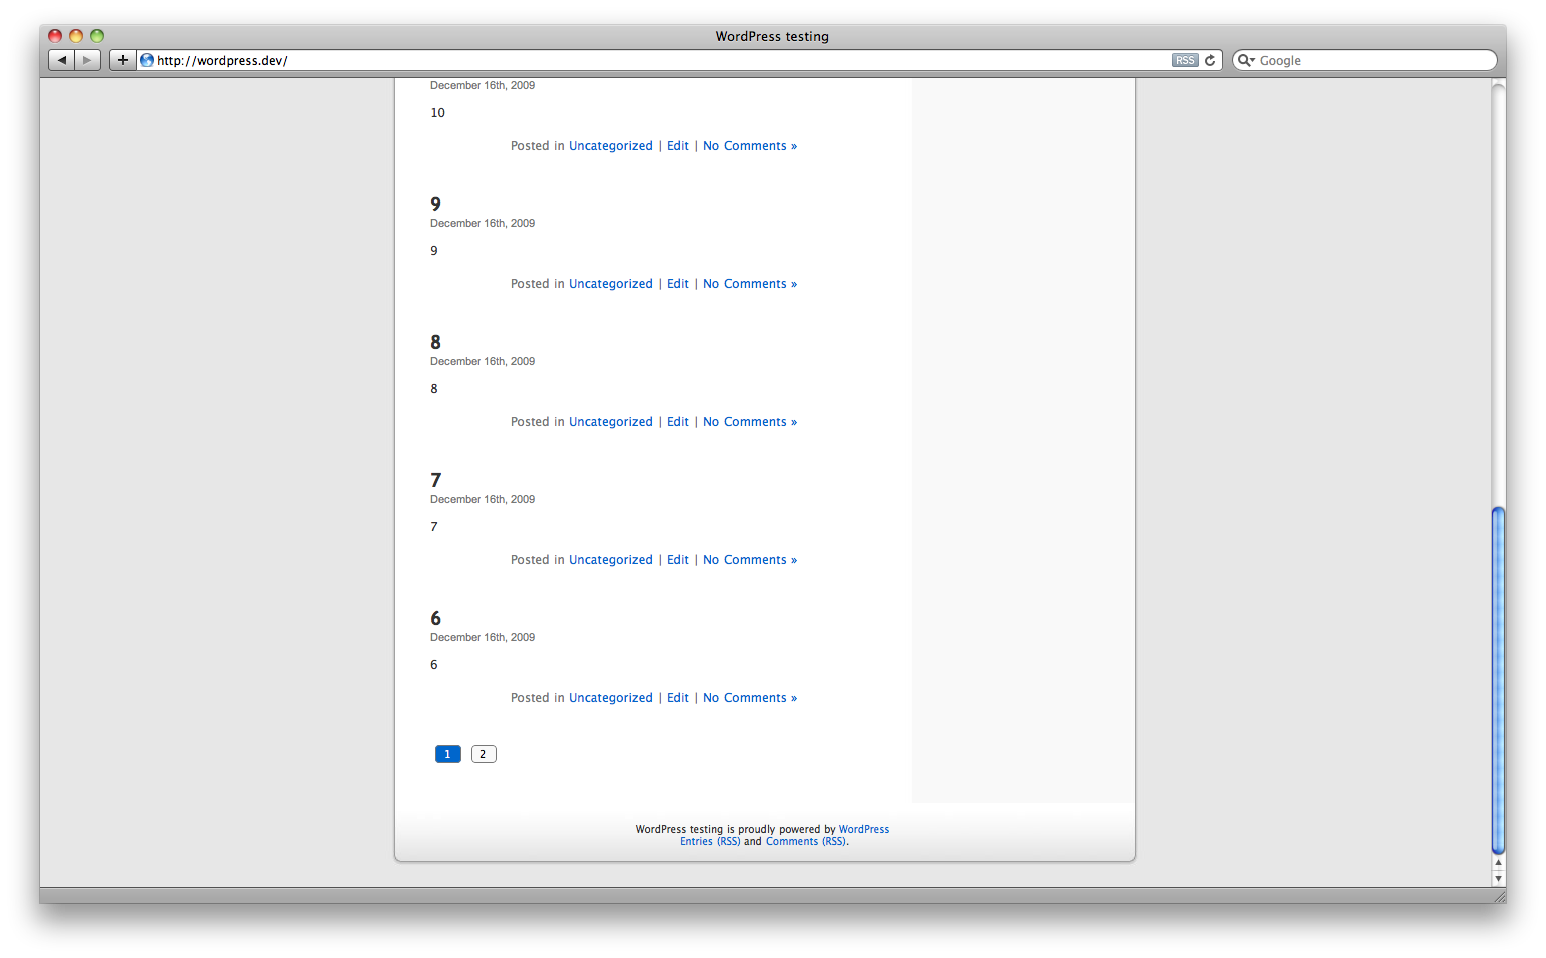 WordPress testing
http://wordpress.dev/
RSS
Google
December 16th, 2009
10
Posted in Uncategorized | Edit | No Comments »
9
December 16th, 2009
9
Posted in Uncategorized | Edit | No Comments »
8
December 16th, 2009
8
Posted in Uncategorized | Edit | No Comments »
7
December 16th, 2009
7
Posted in Uncategorized | Edit | No Comments »
6
December 16th, 2009
6
Posted in Uncategorized | Edit | No Comments »
1 2
WordPress testing is proudly powered by WordPress
Entries (RSS) and Comments (RSS).